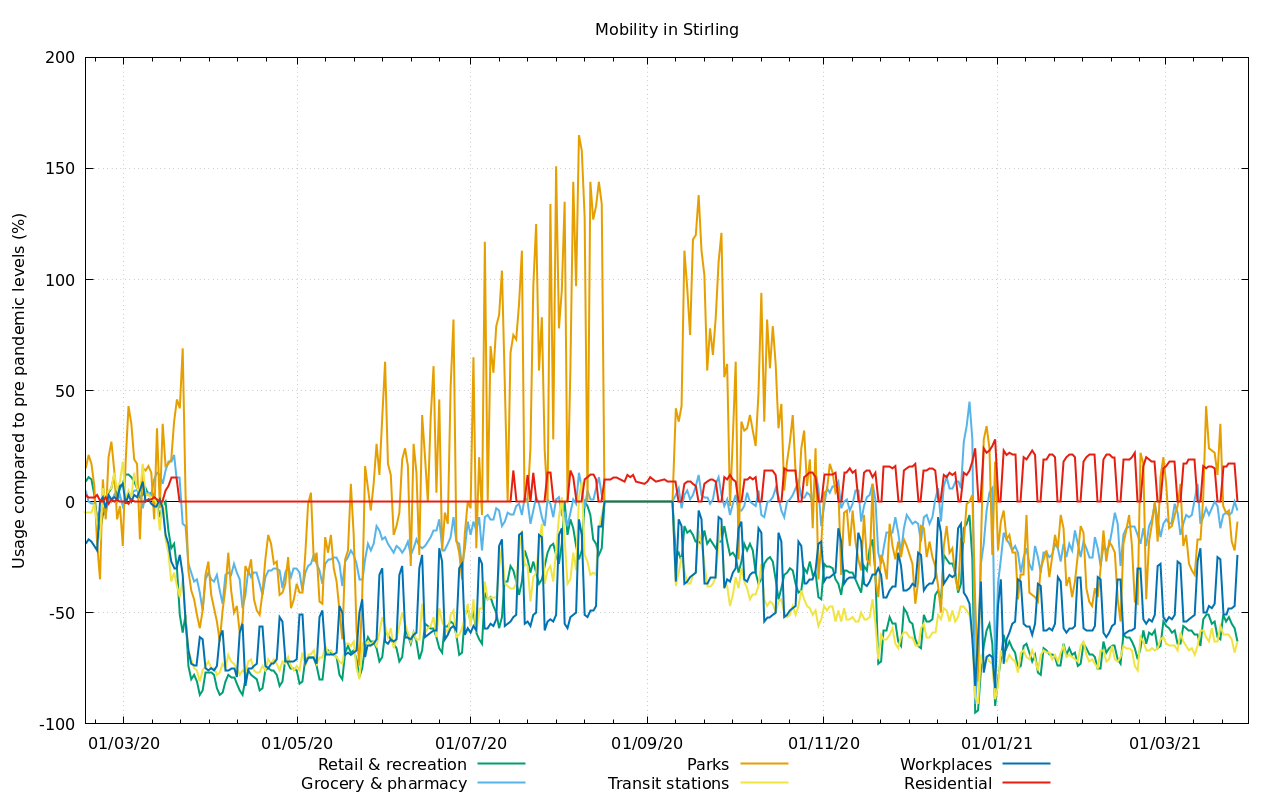 Mobility in Stirling
Usage compared to pre pandemic levels (%)
200
150
100
50
0
-50
-100
01/03/20 01/05/20 01/07/20 01/09/20 01/11/20 01/01/21 01/03/21
Retail & recreation Parks Workplaces
Grocery & pharmacy Transit stations Residential